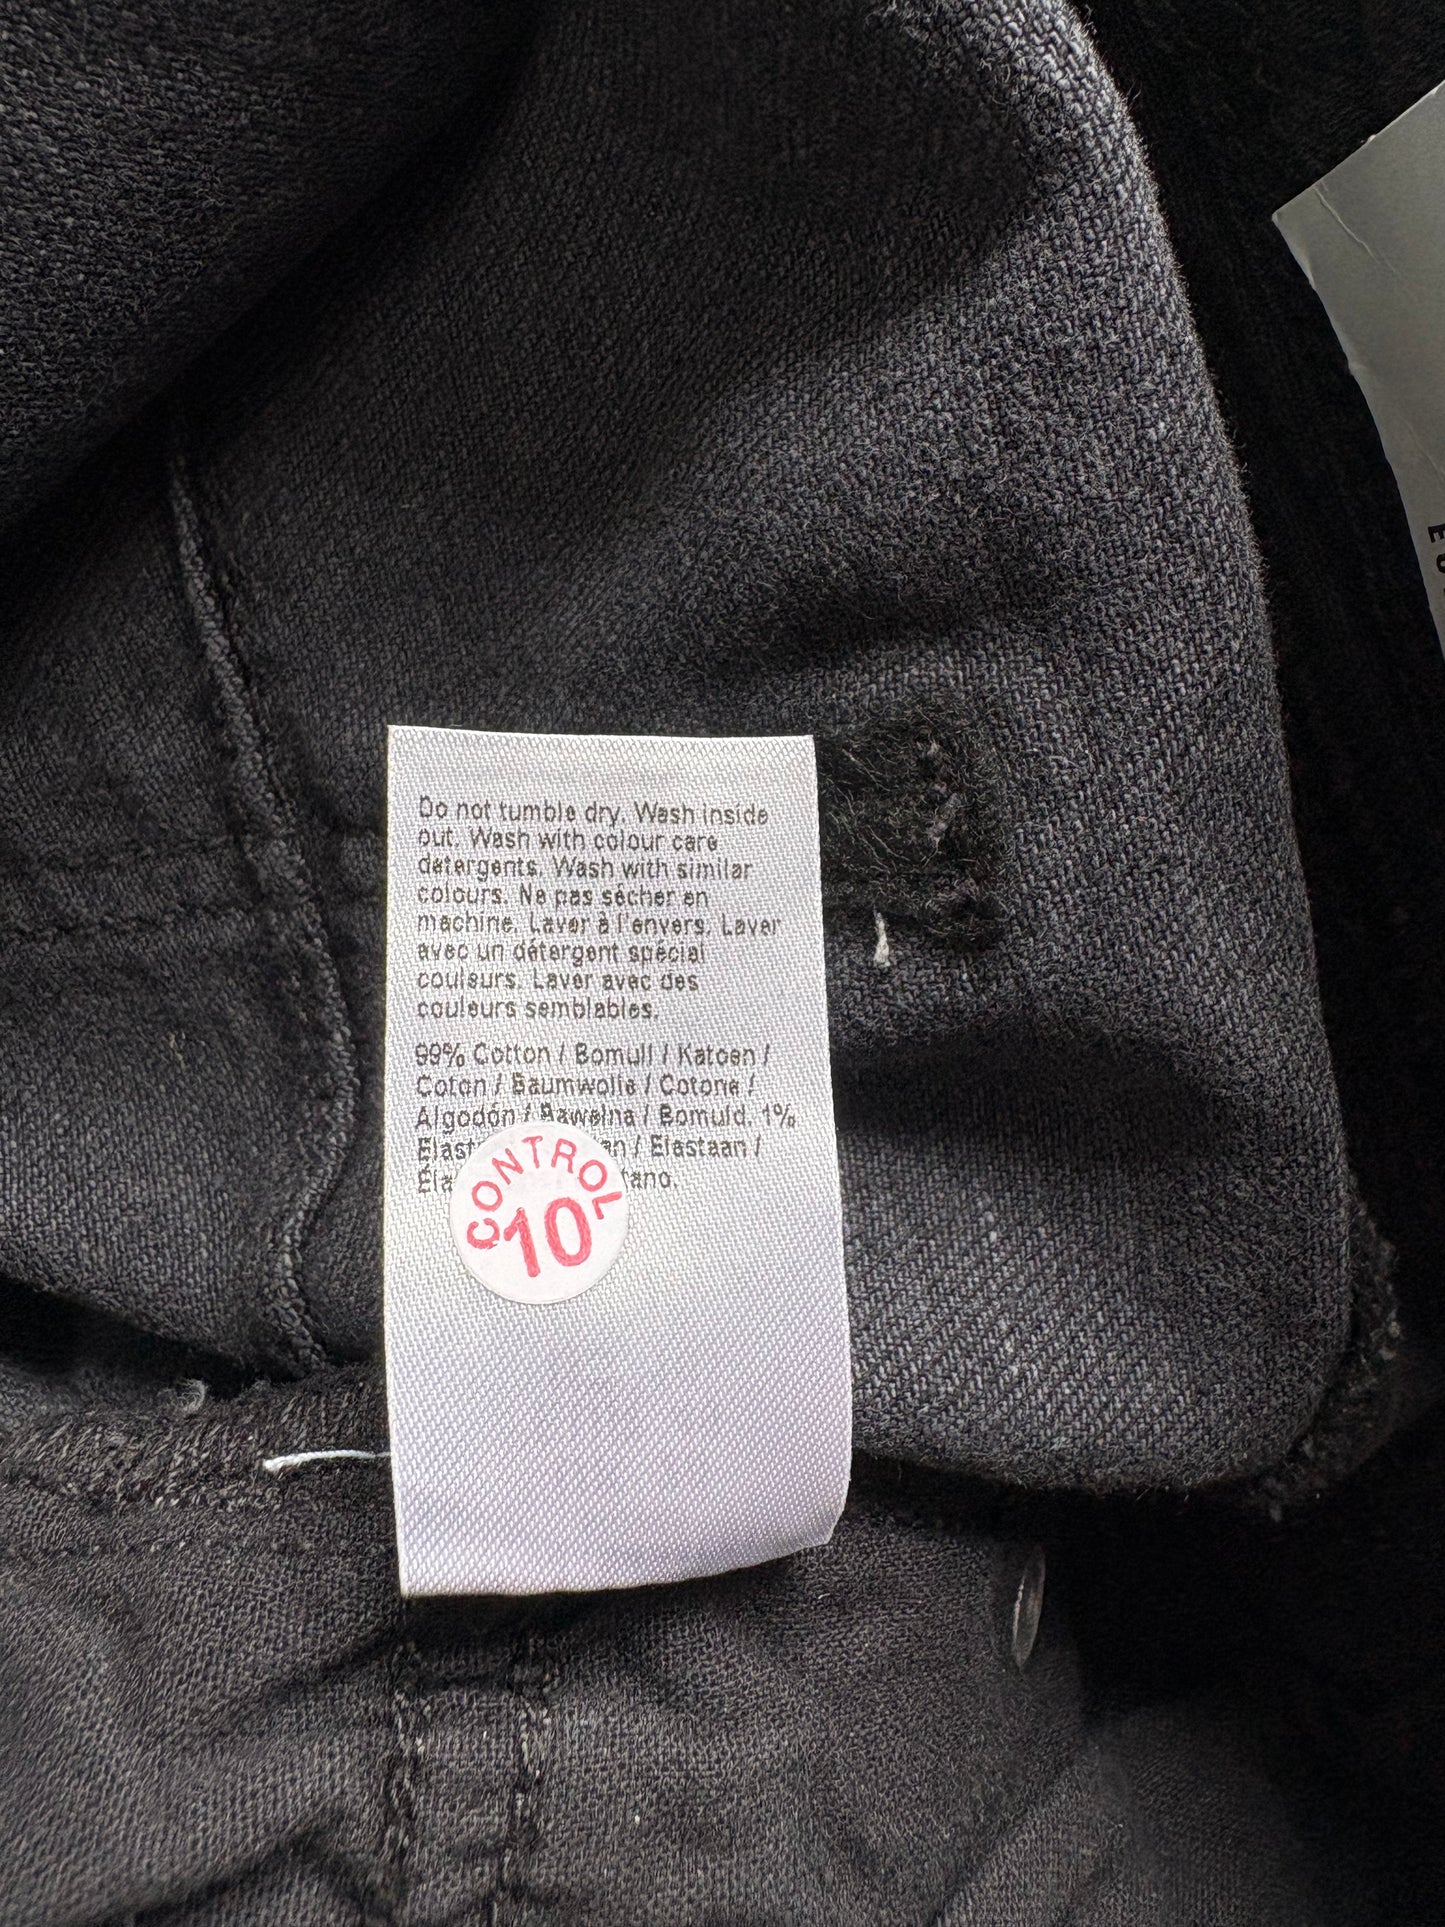 Do not tumble dry. Wash inside
out. Wash with colour care
detergents. Wash with similar
colours. Ne pas sécher en
machine. Laver à l'envers. Laver
avec un détergent spécial
couleurs. Laver avec des
couleurs semblables.
99% Cotton / Bomull / Katoen /
Coton / Baumwolle / Cotone /
Algodón / Bawełna / Bomuld. 1%
/ Elastaan /
CONTROL
10